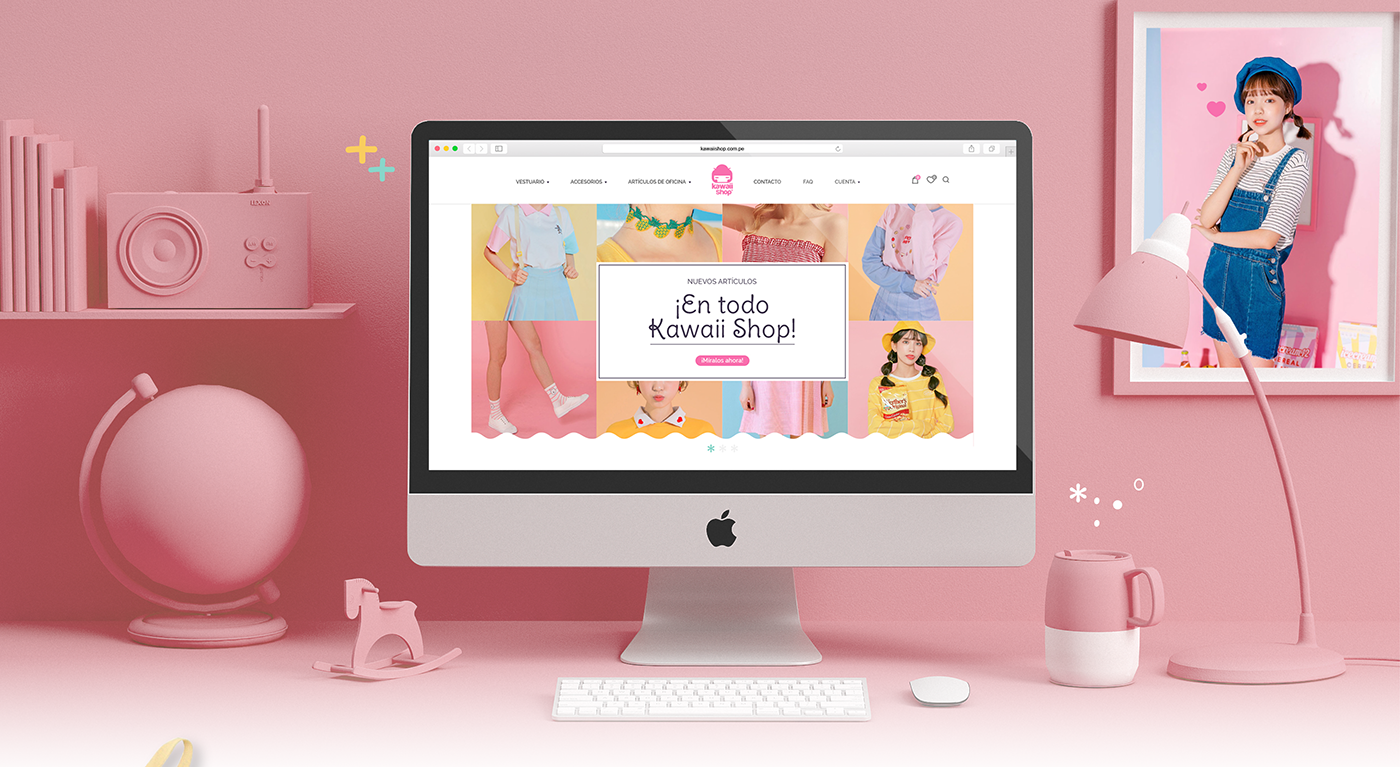 LEXON
kawaiishop.com.pe
VESTUARIO
ACCESORIOS
ARTÍCULOS DE OFICINA
kawaii
shop
CONTACTO
FAQ
CUENTA
NUEVOS ARTÍCULOS
¡En todo
Kawaii Shop!
¡Míralos ahora!